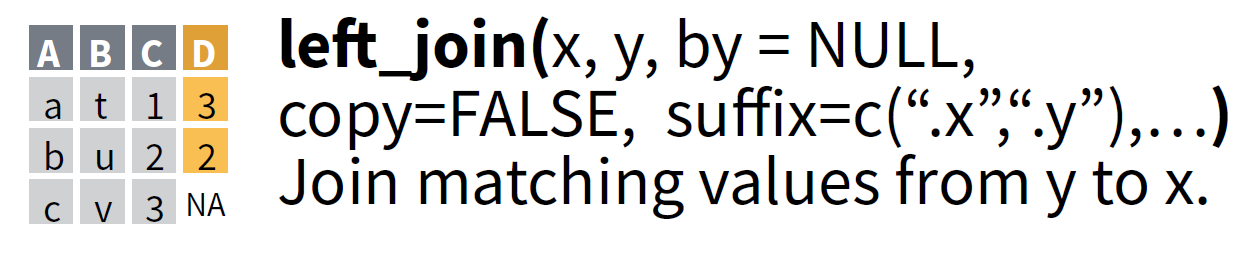 A B C D
a t 1 3
b u 2 2
c v 3 NA
left_join(x, y, by = NULL,
copy=FALSE, suffix=c(“.x”,“.y”),…)
Join matching values from y to x.